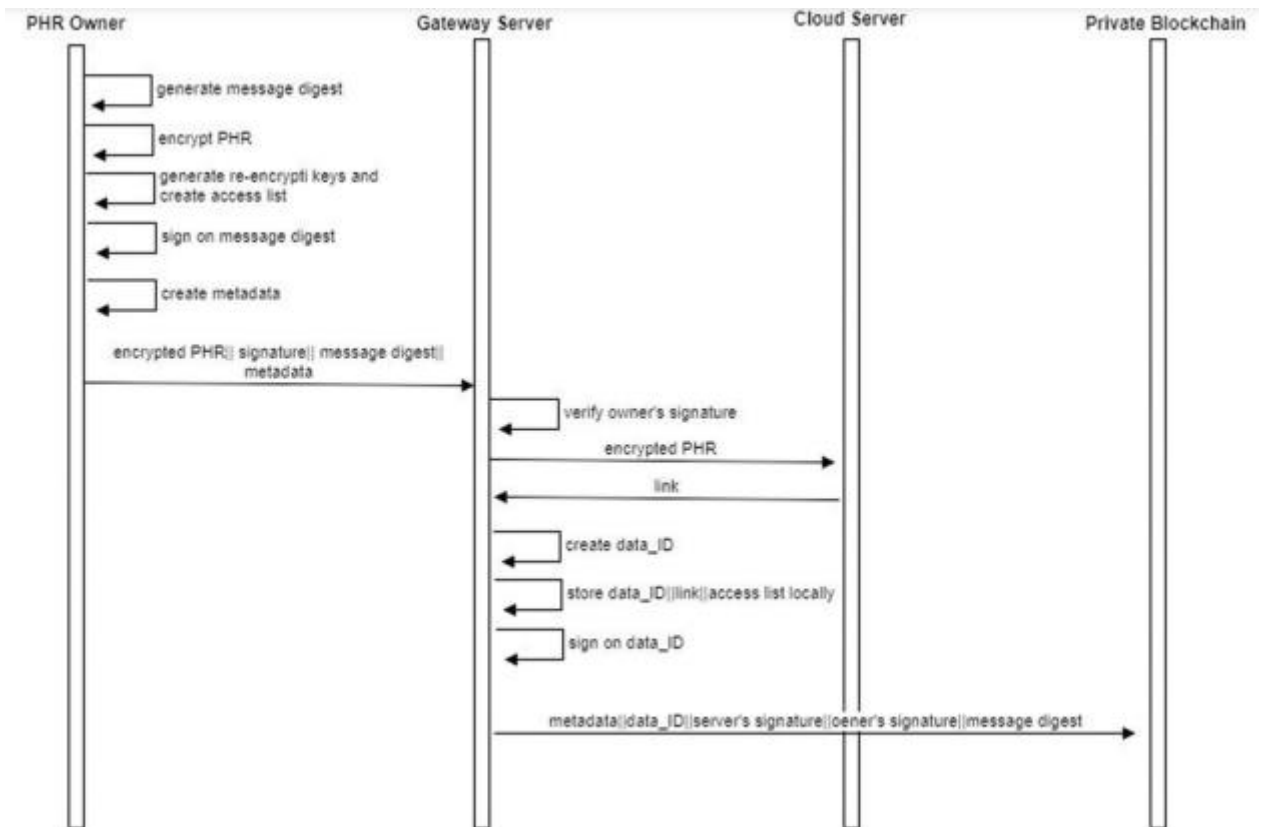 PHR Owner
Gateway Server
Cloud Server
Private Blockchain
generate message digest
encrypt PHR
generate re-encrypti keys and
create access list
sign on message digest
create metadata
encrypted PHR|| signature|| message digest||
metadata
verify owner's signature
encrypted PHR
link
create data_ID
store data_ID||link||access list locally
sign on data_ID
metadata||data_ID||server's signature||oener's signature||message digest